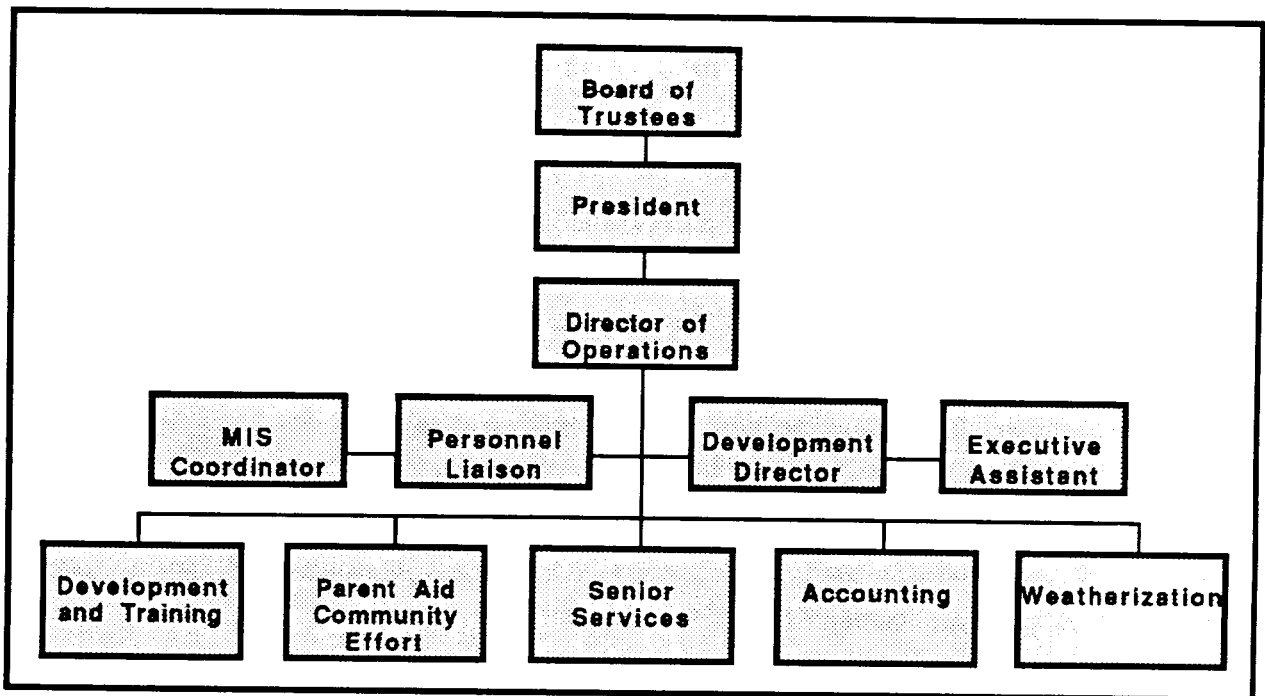 Board of
Trustees
President
Director of
Operations
MIS
Coordinator
Personnel
Liaison
Development
Director
Executive
Assistant
Development
and Training
Parent Aid
Community
Effort
Senior
Services
Accounting
Weatherization